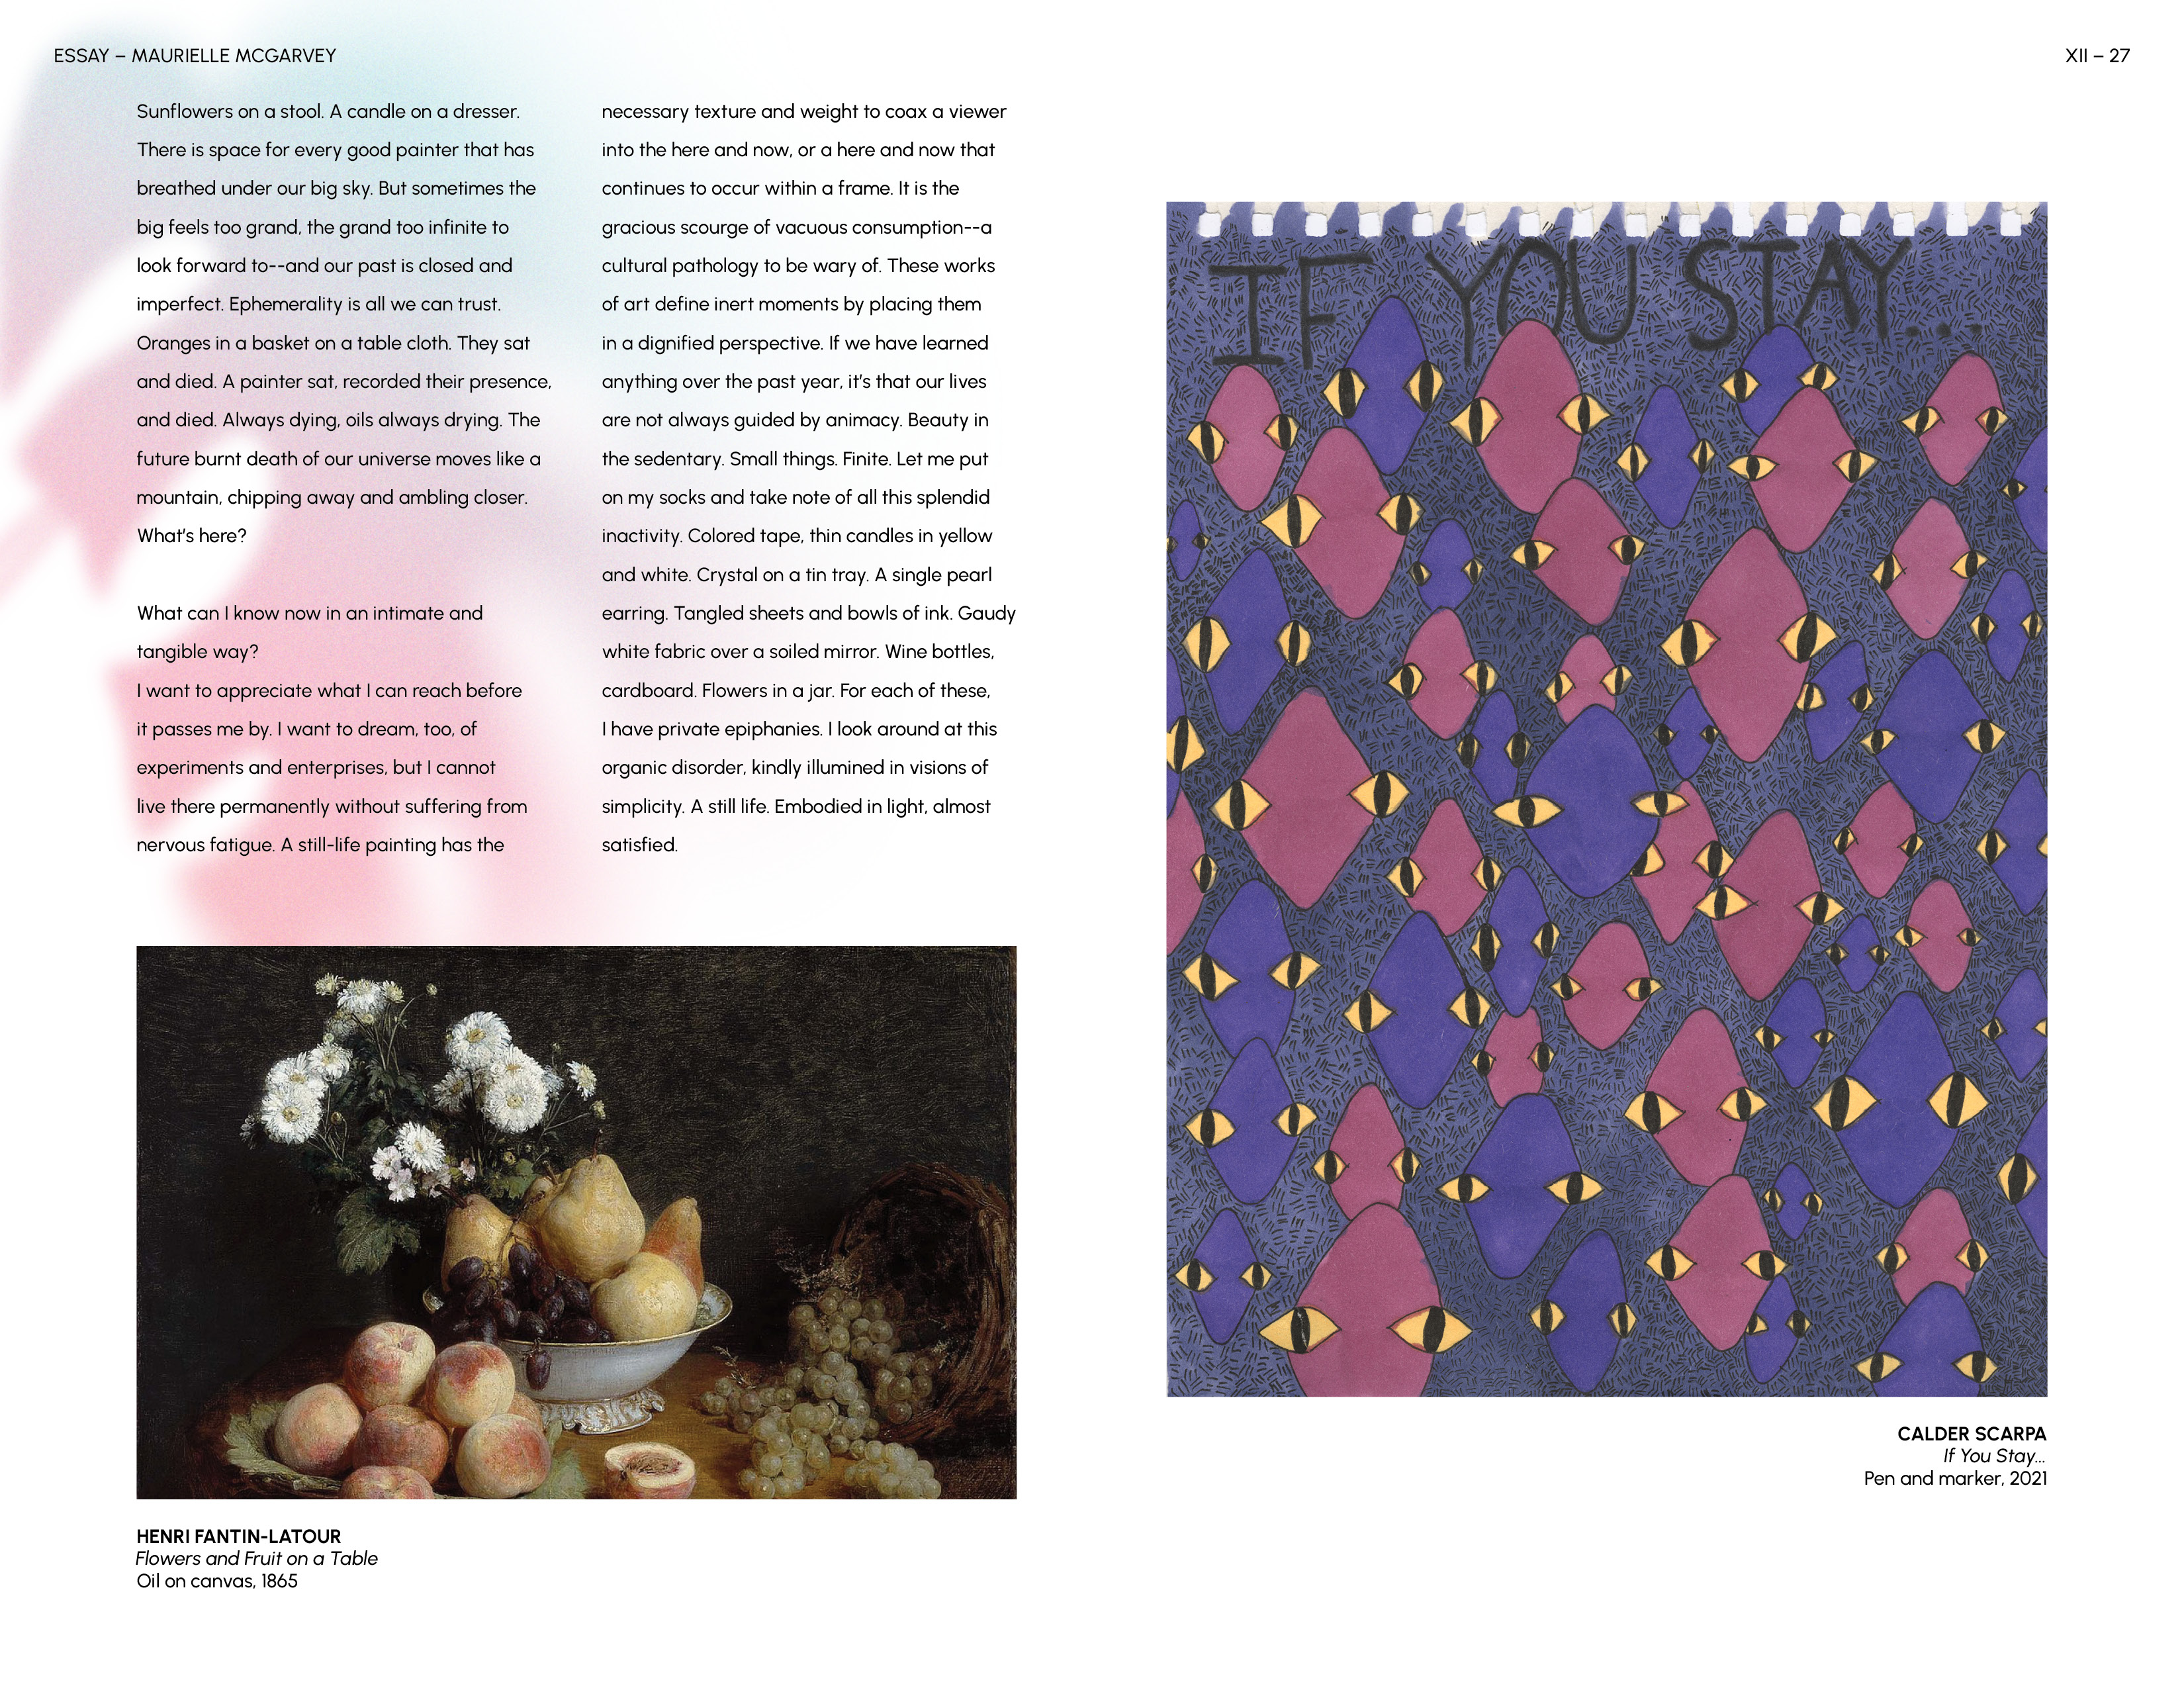 ESSAY – MAURIELLE MCGARVEY
XII – 27
Sunflowers on a stool. A candle on a dresser.
There is space for every good painter that has
breathed under our big sky. But sometimes the
big feels too grand, the grand too infinite to
look forward to--and our past is closed and
imperfect. Ephemerality is all we can trust.
Oranges in a basket on a table cloth. They sat
and died. A painter sat, recorded their presence,
and died. Always dying, oils always drying. The
future burnt death of our universe moves like a
mountain, chipping away and ambling closer.
What's here?
What can I know now in an intimate and
tangible way?
I want to appreciate what I can reach before
it passes me by. I want to dream, too, of
experiments and enterprises, but I cannot
live there permanently without suffering from
nervous fatigue. A still-life painting has the
necessary texture and weight to coax a viewer
into the here and now, or a here and now that
continues to occur within a frame. It is the
gracious scourge of vacuous consumption--a
cultural pathology to be wary of. These works
of art define inert moments by placing them
in a dignified perspective. If we have learned
anything over the past year, it's that our lives
are not always guided by animacy. Beauty in
the sedentary. Small things. Finite. Let me put
on my socks and take note of all this splendid
inactivity. Colored tape, thin candles in yellow
and white. Crystal on a tin tray. A single pearl
earring. Tangled sheets and bowls of ink. Gaudy
white fabric over a soiled mirror. Wine bottles,
cardboard. Flowers in a jar. For each of these,
I have private epiphanies. I look around at this
organic disorder, kindly illumined in visions of
simplicity. A still life. Embodied in light, almost
satisfied.
HENRI FANTIN-LATOUR
Flowers and Fruit on a Table
Oil on canvas, 1865
IF YOU STAY...
CALDER SCARPA
If You Stay...
Pen and marker, 2021